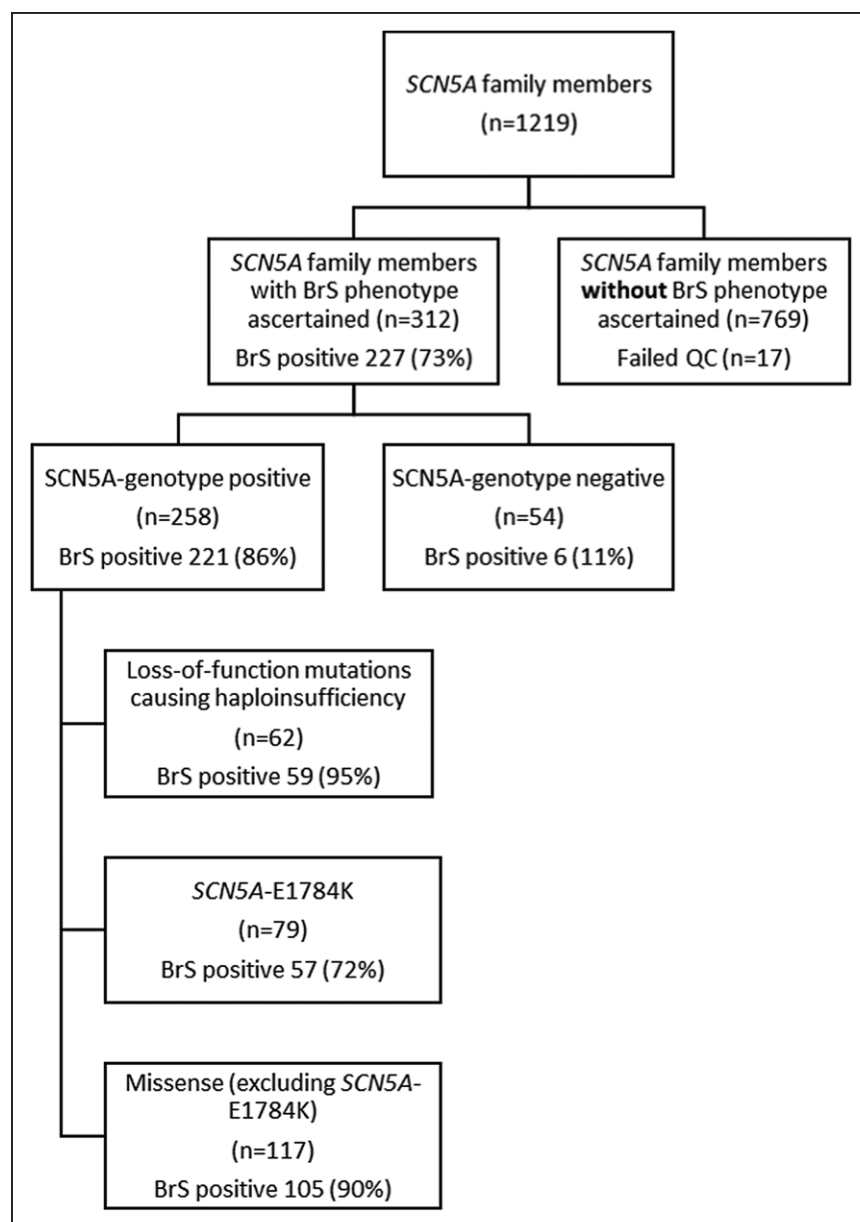 SCN5A family members
(n=1219)
SCN5A family members
with BrS phenotype
ascertained (n=312)
BrS positive 227 (73%)
SCN5A family members
without BrS phenotype
ascertained (n=769)
Failed QC (n=17)
SCN5A-genotype positive
(n=258)
BrS positive 221 (86%)
SCN5A-genotype negative
(n=54)
BrS positive 6 (11%)
Loss-of-function mutations
causing haploinsufficiency
(n=62)
BrS positive 59 (95%)
SCN5A-E1784K
(n=79)
BrS positive 57 (72%)
Missense (excluding SCN5A-
E1784K)
(n=117)
BrS positive 105 (90%)